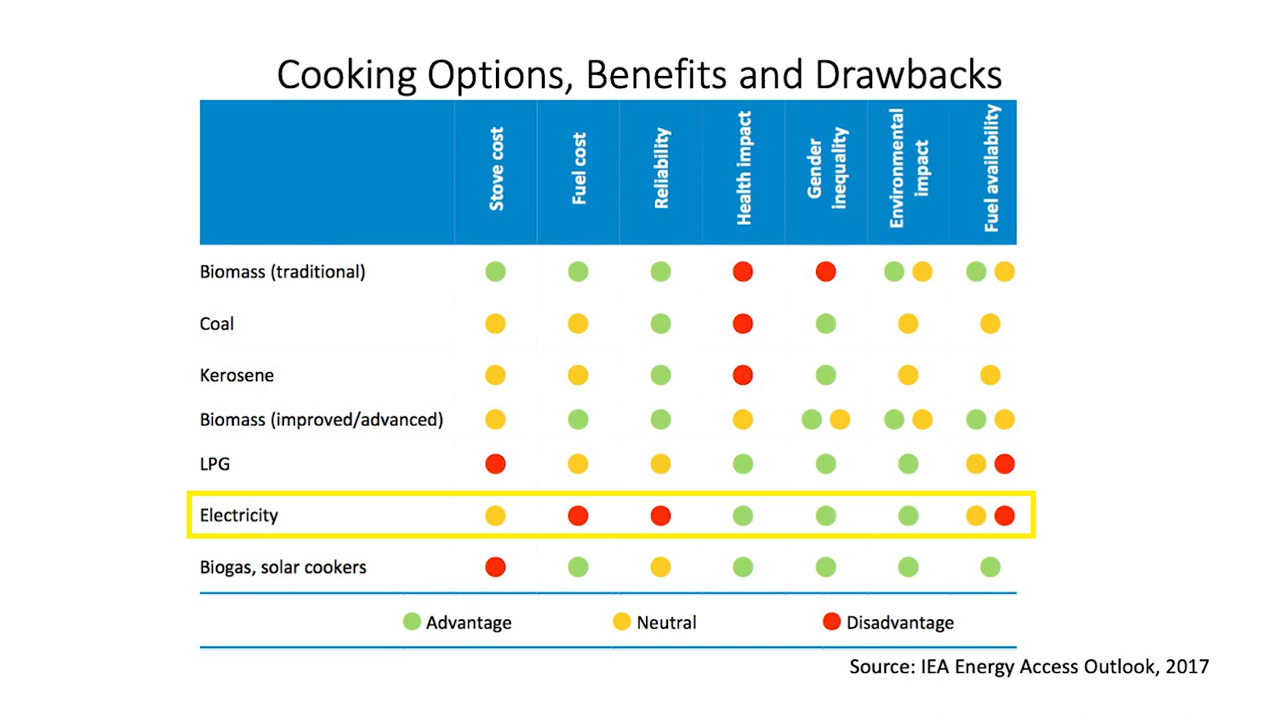 Cooking Options, Benefits and Drawbacks
Stove cost
Fuel cost
Reliability
Health impact
Gender
inequality
Environmental
impact
Fuel availability
Biomass (traditional)
Coal
Kerosene
Biomass (improved/advanced)
LPG
Electricity
Biogas, solar cookers
Advantage
Neutral
Disadvantage
Source: IEA Energy Access Outlook, 2017